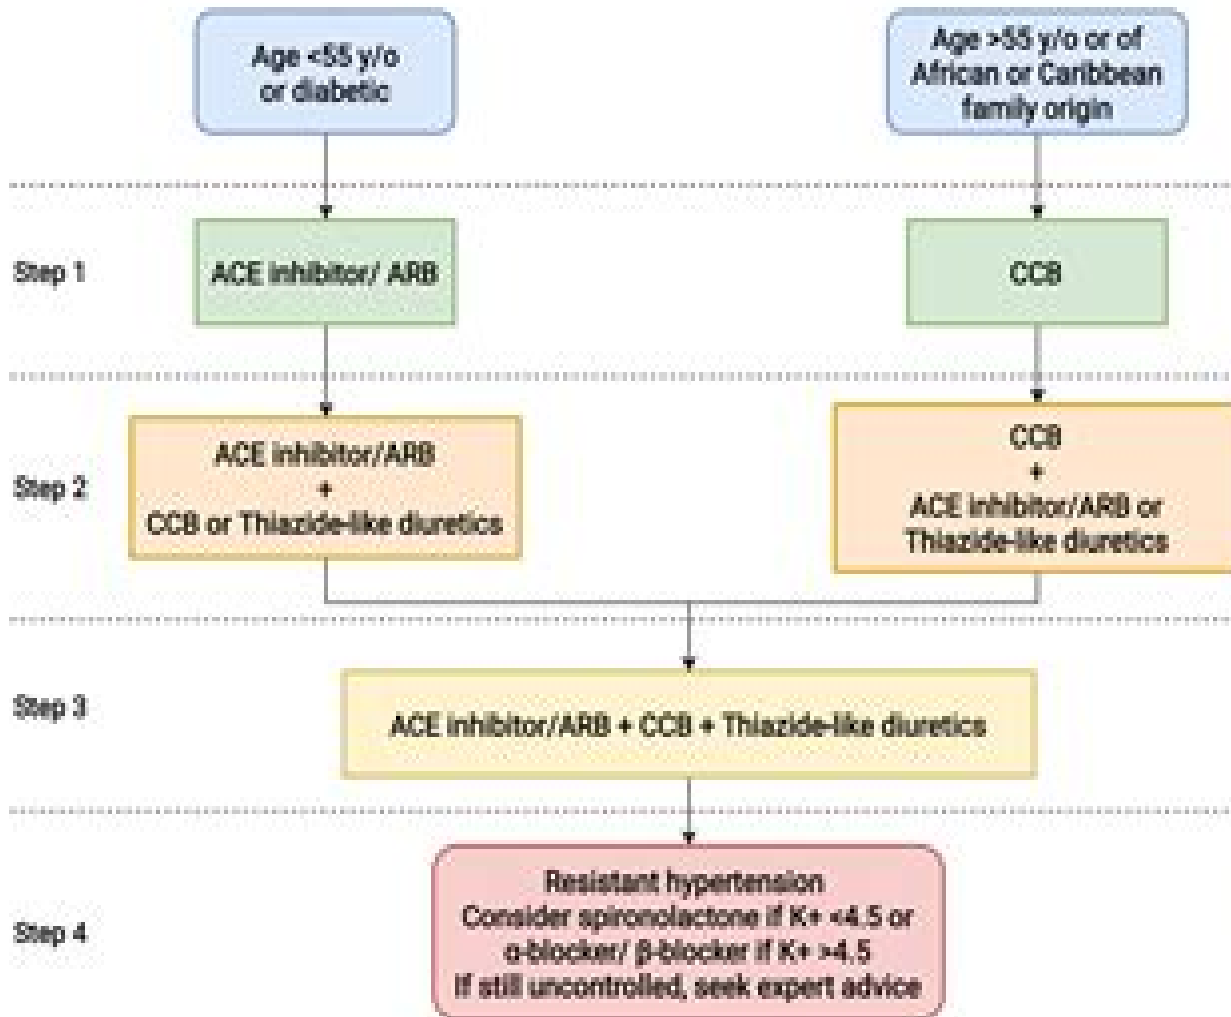 Age <55 y/o
or diabetic
Age >55 y/o or of
African or Caribbean
family origin
Step 1
ACE inhibitor/ ARB
CCB
Step 2
ACE inhibitor/ARB
+
CCB or Thiazide-like diuretics
CCB
+
ACE inhibitor/ARB or
Thiazide-like diuretics
Step 3
ACE inhibitor/ARB + CCB + Thiazide-like diuretics
Step 4
Resistant hypertension
Consider spironolactone if K+ <4.5 or
α-blocker/ β-blocker if K+ >4.5
If still uncontrolled, seek expert advice